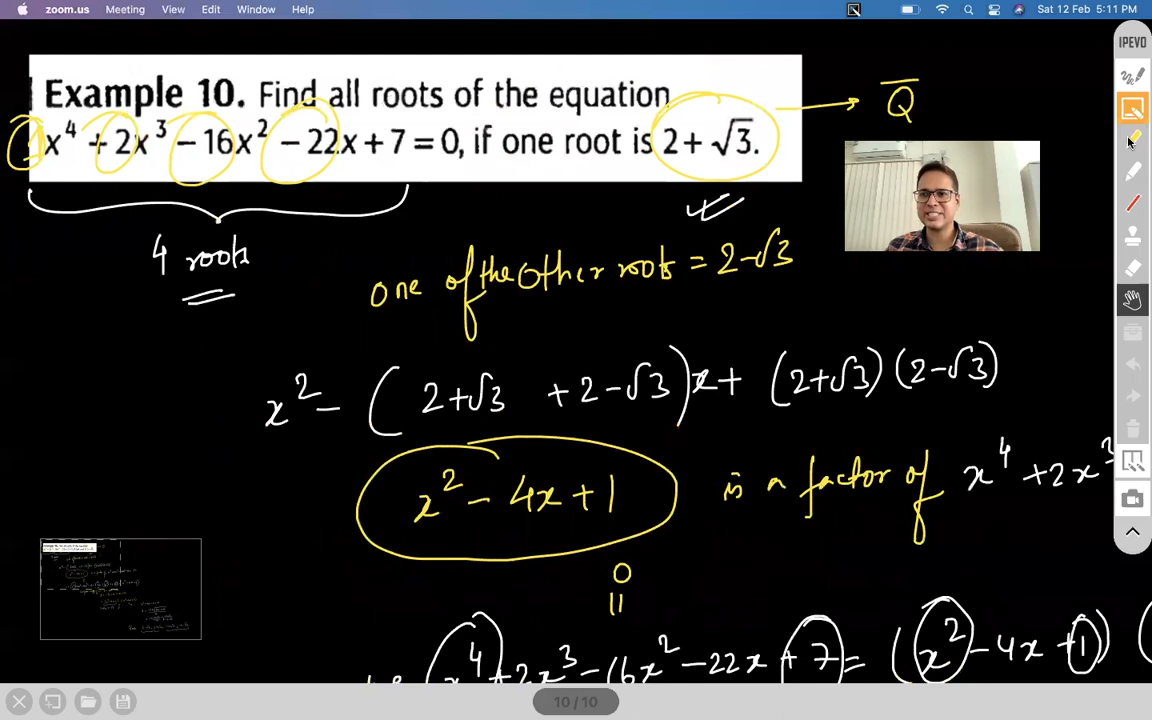 zoom.us Meeting View Edit Window Help Sat 12 Feb 5:11 PM
IPEVO
Example 10. Find all roots of the equation
1x⁴ + 2x³ − 16x² − 22x + 7 = 0, if one root is 2 + √3.
Q̅
4 roots
one of the other roots = 2-√3
x² - (2+√3 + 2-√3)x + (2+√3)(2-√3)
x² - 4x + 1 is a factor of x⁴ + 2x³
0
||
x⁴ + 2x³ - 16x² - 22x + 7 = (x² - 4x + 1) (
10 / 10